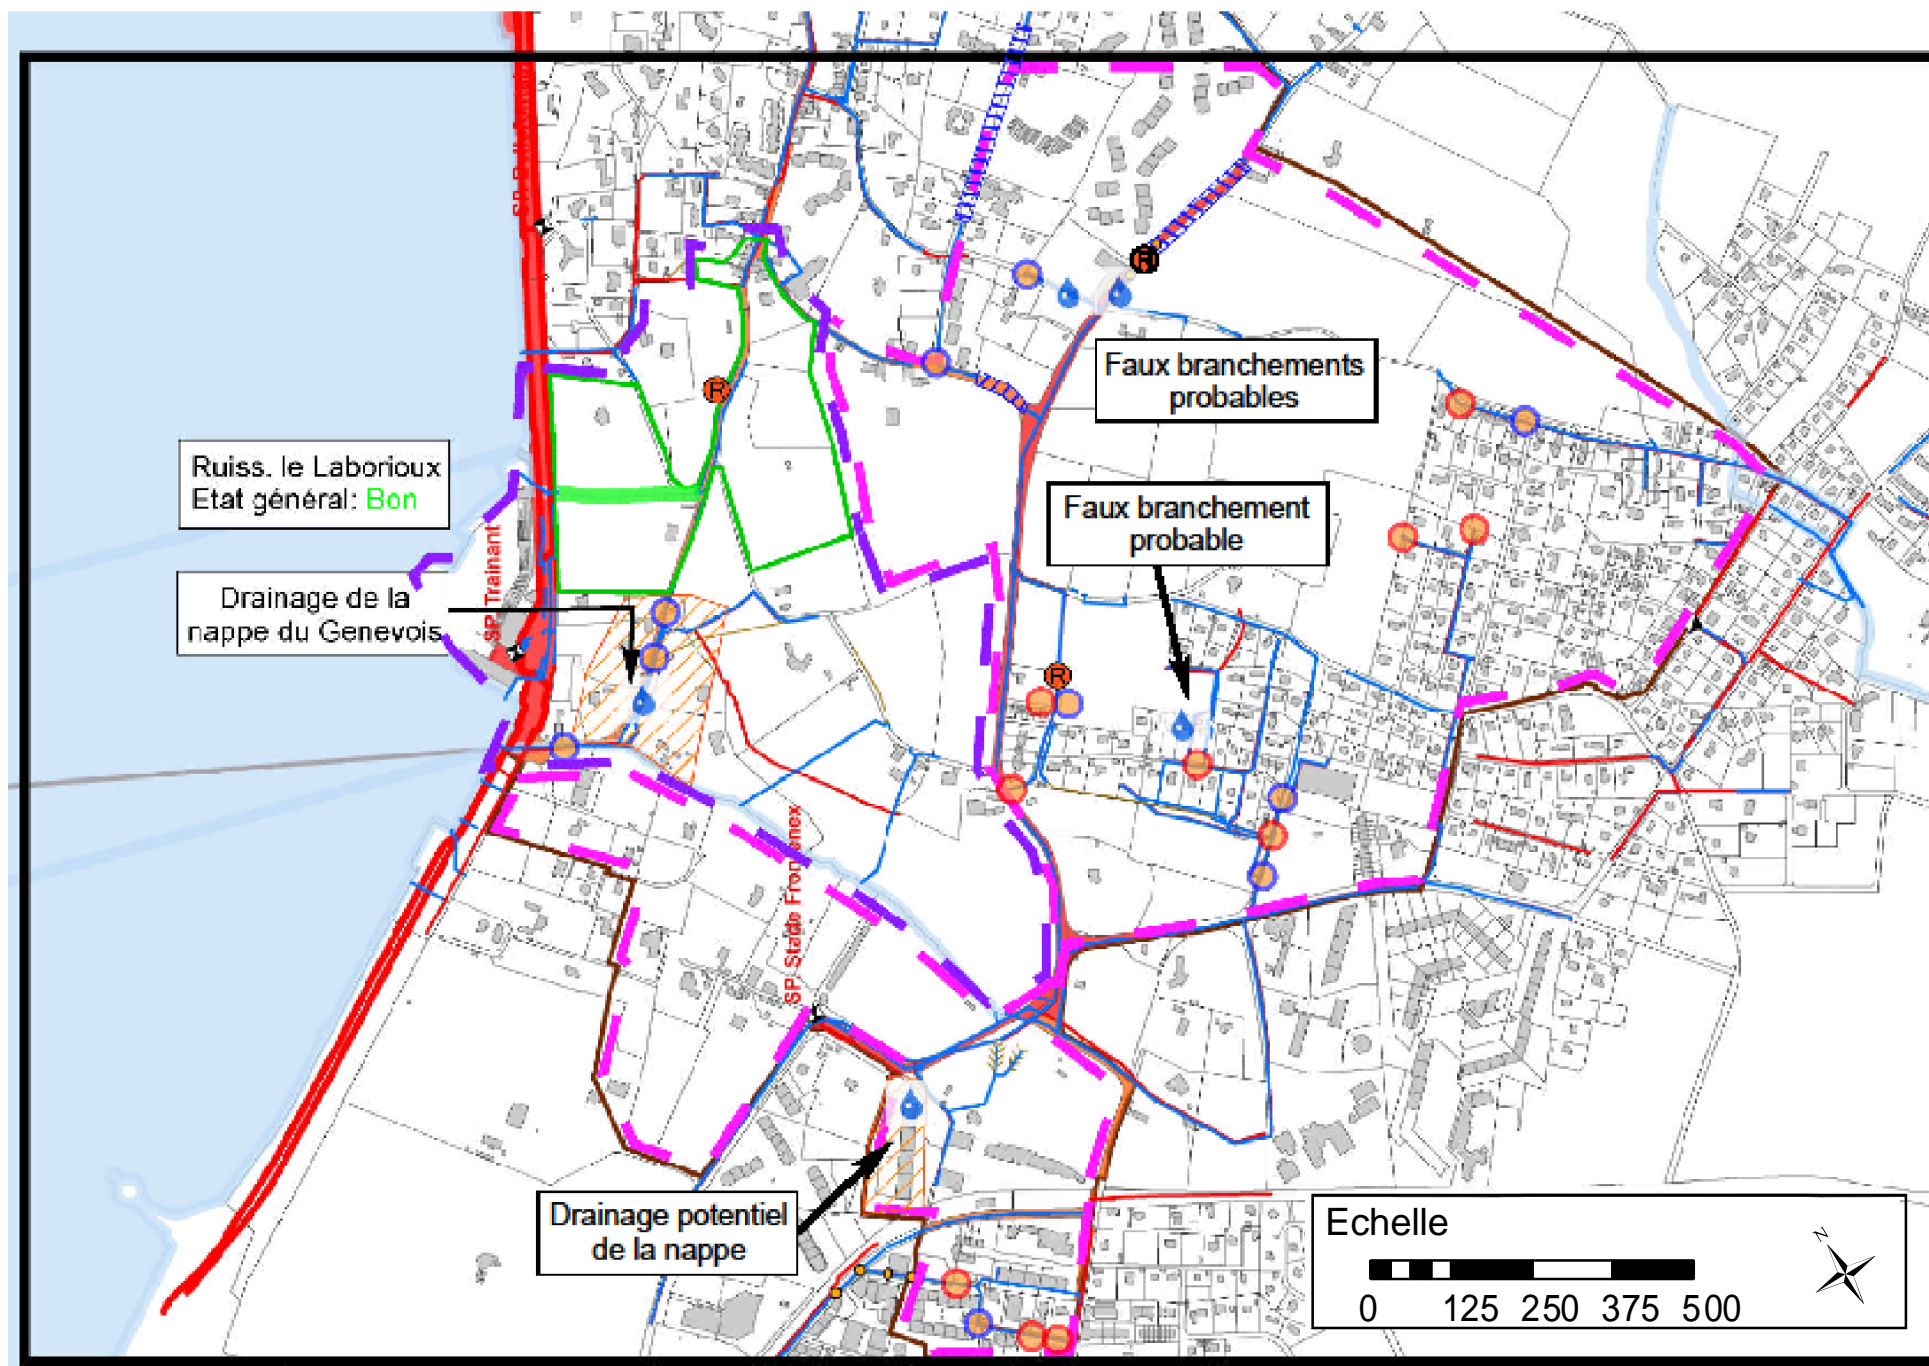 Faux branchements
probables
Ruiss. le Laborioux
Etat général: Bon
Faux branchement
probable
Drainage de la
nappe du Genevois
SP Trainant
SP Stade Frontenex
Drainage potentiel
de la nappe
R
R
R
Echelle
0 125 250 375 500
N